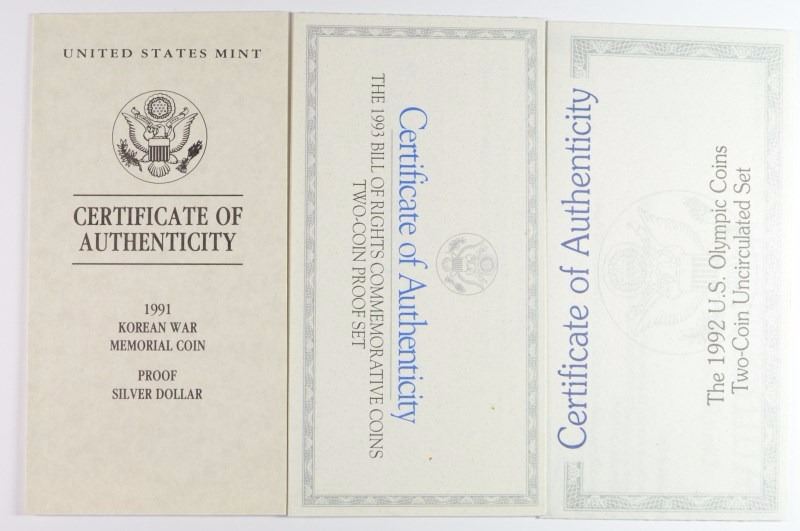 UNITED STATES MINT
CERTIFICATE OF
AUTHENTICITY
1991
KOREAN WAR
MEMORIAL COIN
PROOF
SILVER DOLLAR
Certificate of Authenticity
THE 1993 BILL OF RIGHTS COMMEMORATIVE COINS
TWO-COIN PROOF SET
Certificate of Authenticity
The 1992 U.S. Olympic Coins
Two-Coin Uncirculated Set